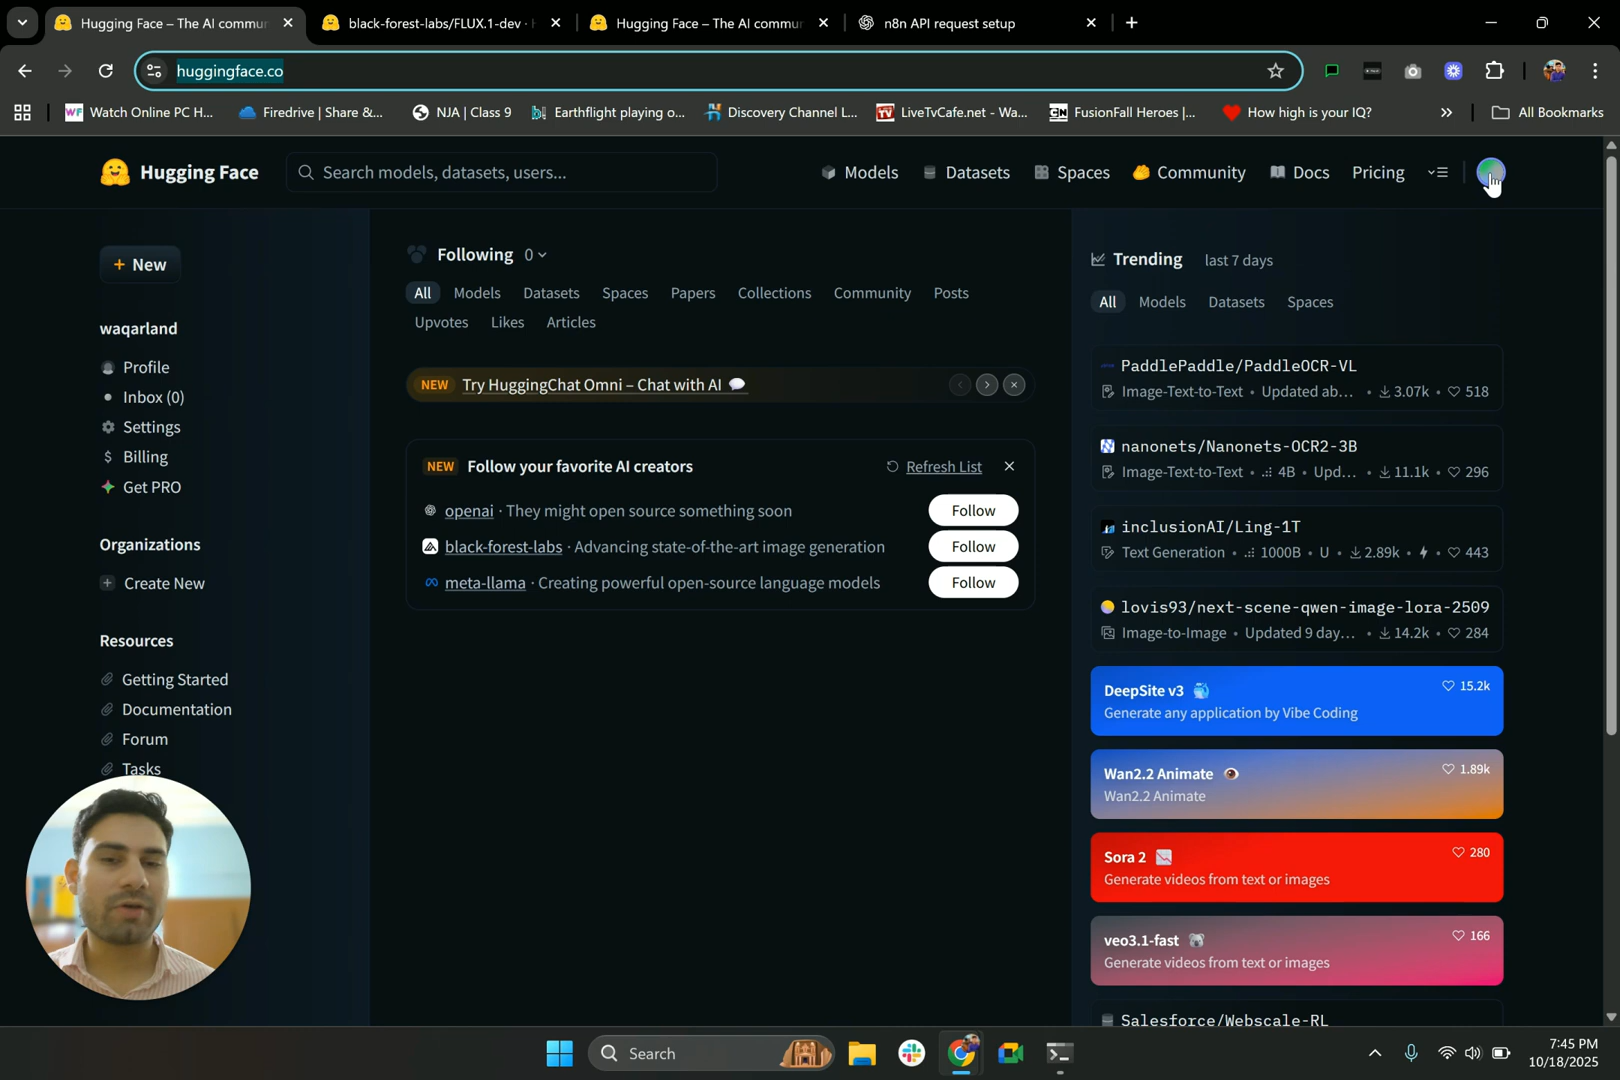 Hugging Face – The AI commun
black-forest-labs/FLUX.1-dev · H
Hugging Face – The AI commun
n8n API request setup
huggingface.co
Watch Online PC H...
Firedrive | Share &...
NJA | Class 9
Earthflight playing o...
Discovery Channel L...
LiveTvCafe.net - Wa...
FusionFall Heroes |...
How high is your IQ?
All Bookmarks
Hugging Face
Search models, datasets, users...
Models
Datasets
Spaces
Community
Docs
Pricing
+ New
waqarland
Profile
Inbox (0)
Settings
Billing
Get PRO
Organizations
Create New
Resources
Getting Started
Documentation
Forum
Tasks
Following 0
All Models Datasets Spaces Papers Collections Community Posts
Upvotes Likes Articles
NEW Try HuggingChat Omni – Chat with AI
NEW Follow your favorite AI creators Refresh List
openai · They might open source something soon Follow
black-forest-labs · Advancing state-of-the-art image generation Follow
meta-llama · Creating powerful open-source language models Follow
Trending last 7 days
All Models Datasets Spaces
PaddlePaddle/PaddleOCR-VL
Image-Text-to-Text • Updated ab... • 3.07k • 518
nanonets/Nanonets-OCR2-3B
Image-Text-to-Text • 4B • Upd... • 11.1k • 296
inclusionAI/Ling-1T
Text Generation • 1000B • U • 2.89k • 443
lovis93/next-scene-qwen-image-lora-2509
Image-to-Image • Updated 9 day... • 14.2k • 284
DeepSite v3 15.2k
Generate any application by Vibe Coding
Wan2.2 Animate 1.89k
Wan2.2 Animate
Sora 2 280
Generate videos from text or images
veo3.1-fast 166
Generate videos from text or images
Salesforce/Webscale-RL
Search
7:45 PM
10/18/2025